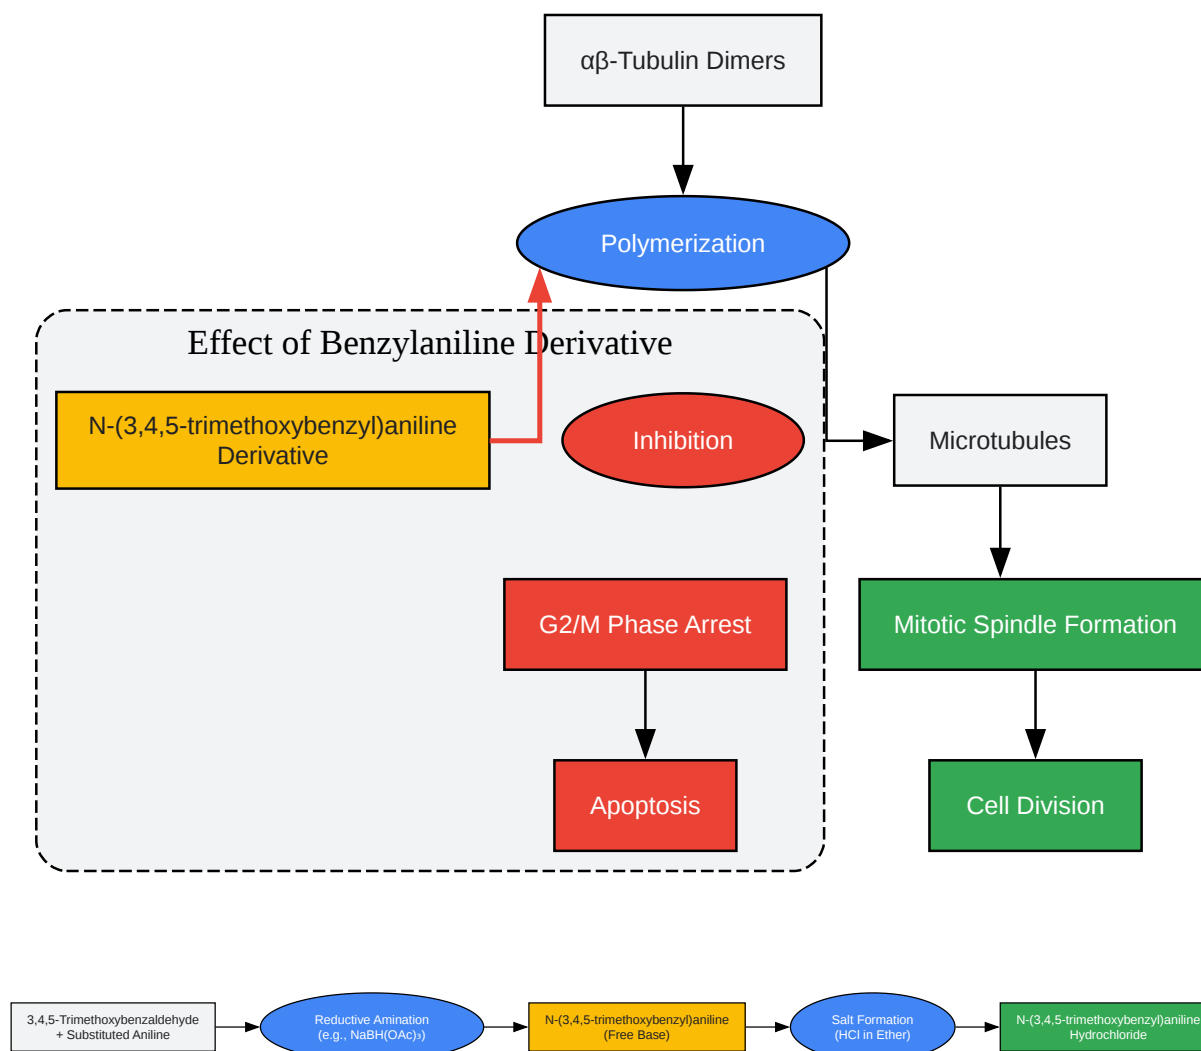 αβ-Tubulin Dimers
Polymerization
Effect of Benzylaniline Derivative
N-(3,4,5-trimethoxybenzyl)aniline
Derivative
Inhibition
Microtubules
G2/M Phase Arrest
Mitotic Spindle Formation
Apoptosis
Cell Division
3,4,5-Trimethoxybenzaldehyde
+ Substituted Aniline
Reductive Amination
(e.g., NaBH(OAc)₃)
N-(3,4,5-trimethoxybenzyl)aniline
(Free Base)
Salt Formation
(HCl in Ether)
N-(3,4,5-trimethoxybenzyl)aniline
Hydrochloride